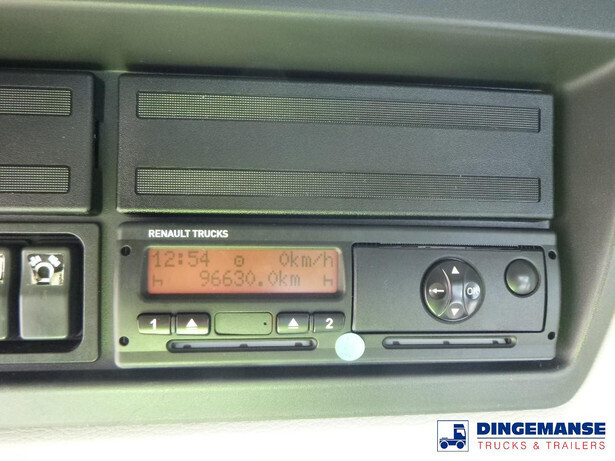 RENAULT TRUCKS
12:54 0km/h
96630.0km
1 2
DINGEMANSE
TRUCKS & TRAILERS